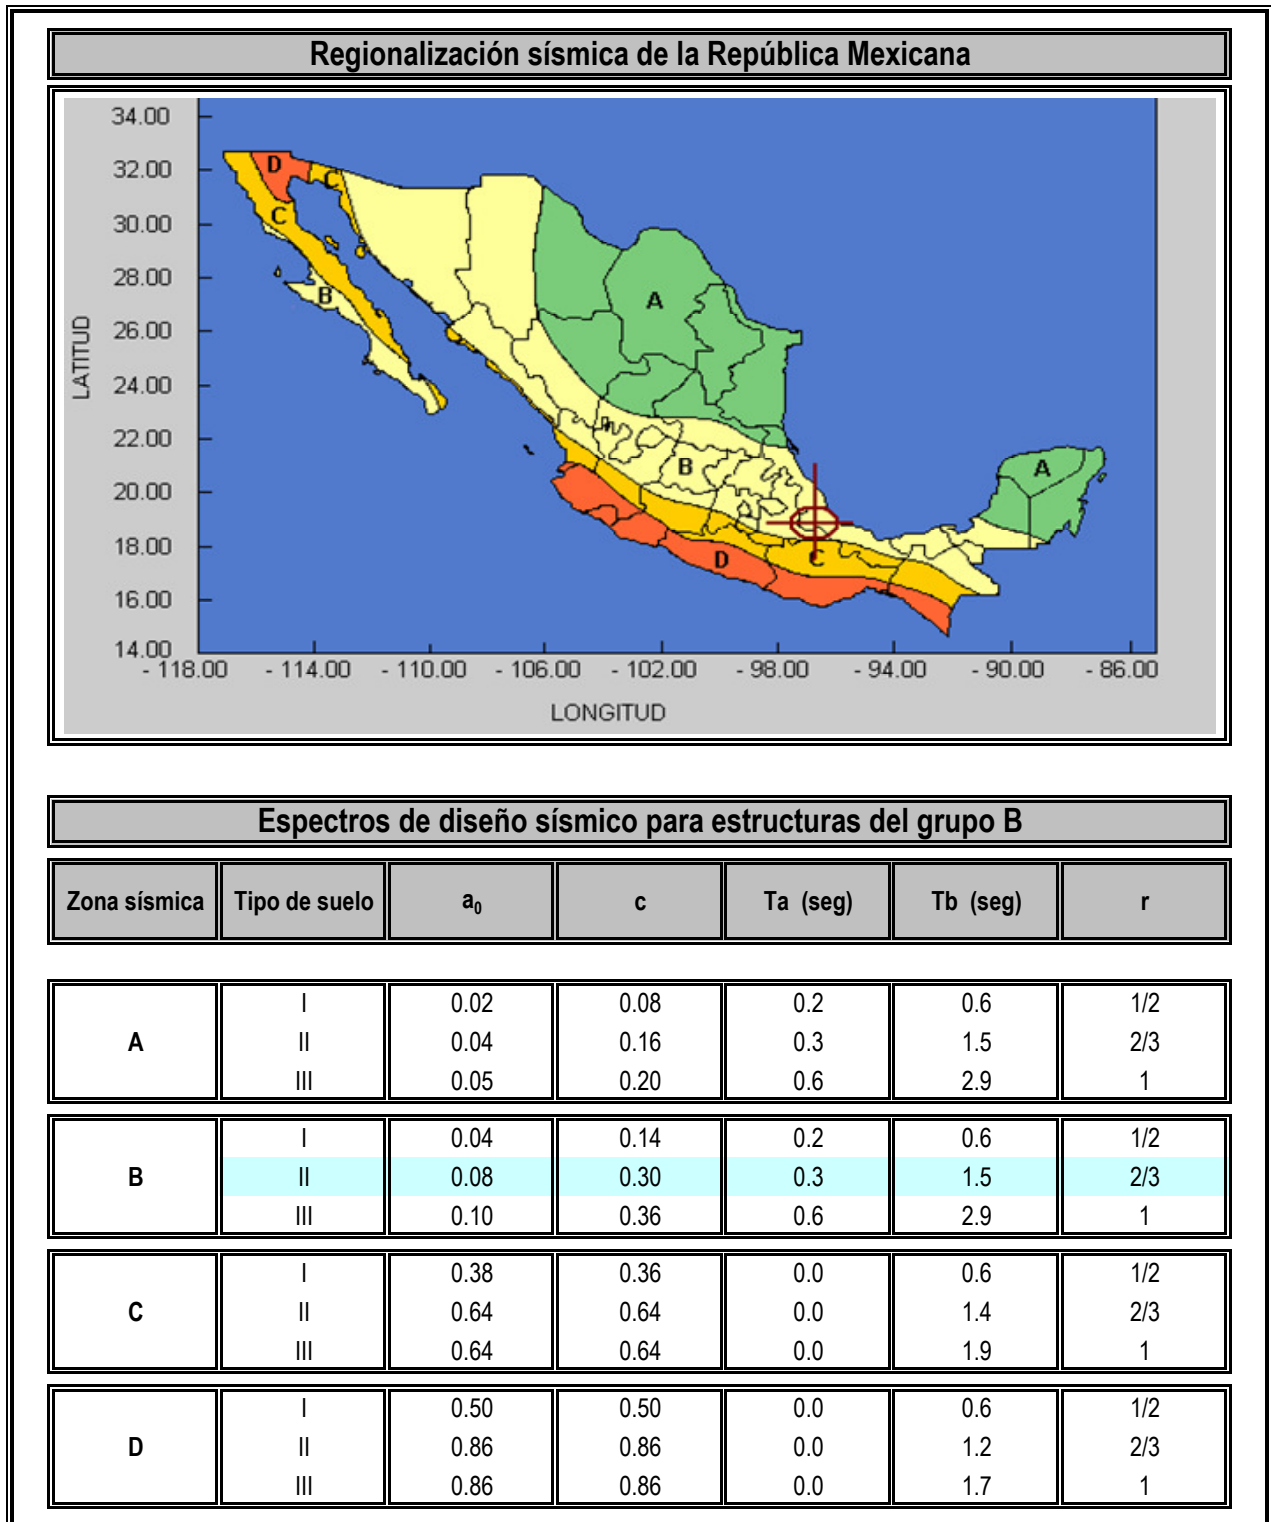 Regionalización sísmica de la República Mexicana
34.00
32.00
30.00
28.00
26.00
24.00
22.00
20.00
18.00
16.00
14.00
LATITUD
D
C
C
B
A
B
A
D
C
- 118.00 - 114.00 - 110.00 - 106.00 - 102.00 - 98.00 - 94.00 - 90.00 - 86.00
LONGITUD
Espectros de diseño sísmico para estructuras del grupo B
Zona sísmica Tipo de suelo a0 c Ta (seg) Tb (seg) r
I 0.02 0.08 0.2 0.6 1/2
A II 0.04 0.16 0.3 1.5 2/3
III 0.05 0.20 0.6 2.9 1
I 0.04 0.14 0.2 0.6 1/2
B II 0.08 0.30 0.3 1.5 2/3
III 0.10 0.36 0.6 2.9 1
I 0.38 0.36 0.0 0.6 1/2
C II 0.64 0.64 0.0 1.4 2/3
III 0.64 0.64 0.0 1.9 1
I 0.50 0.50 0.0 0.6 1/2
D II 0.86 0.86 0.0 1.2 2/3
III 0.86 0.86 0.0 1.7 1